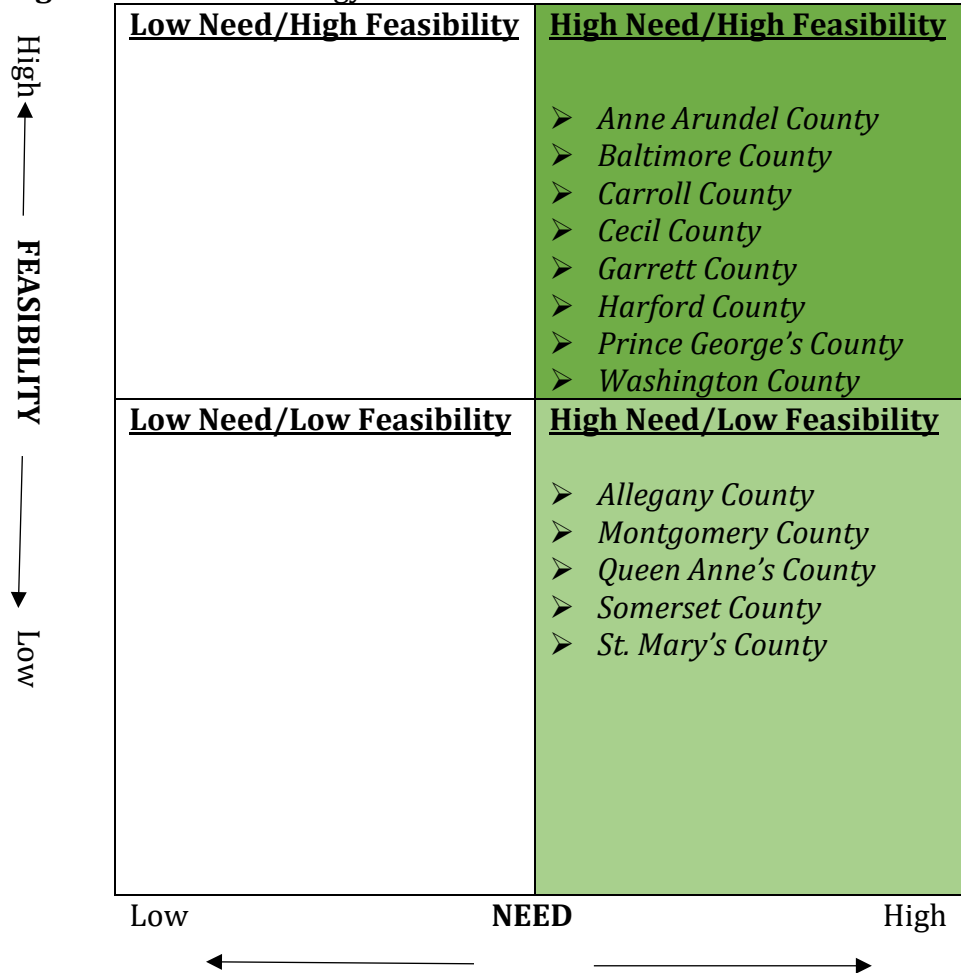 Low Need/High Feasibility
High Need/High Feasibility
➢ Anne Arundel County
➢ Baltimore County
➢ Carroll County
➢ Cecil County
➢ Garrett County
➢ Harford County
➢ Prince George’s County
➢ Washington County
High
FEASIBILITY
Low
Low Need/Low Feasibility
High Need/Low Feasibility
➢ Allegany County
➢ Montgomery County
➢ Queen Anne’s County
➢ Somerset County
➢ St. Mary’s County
Low NEED High